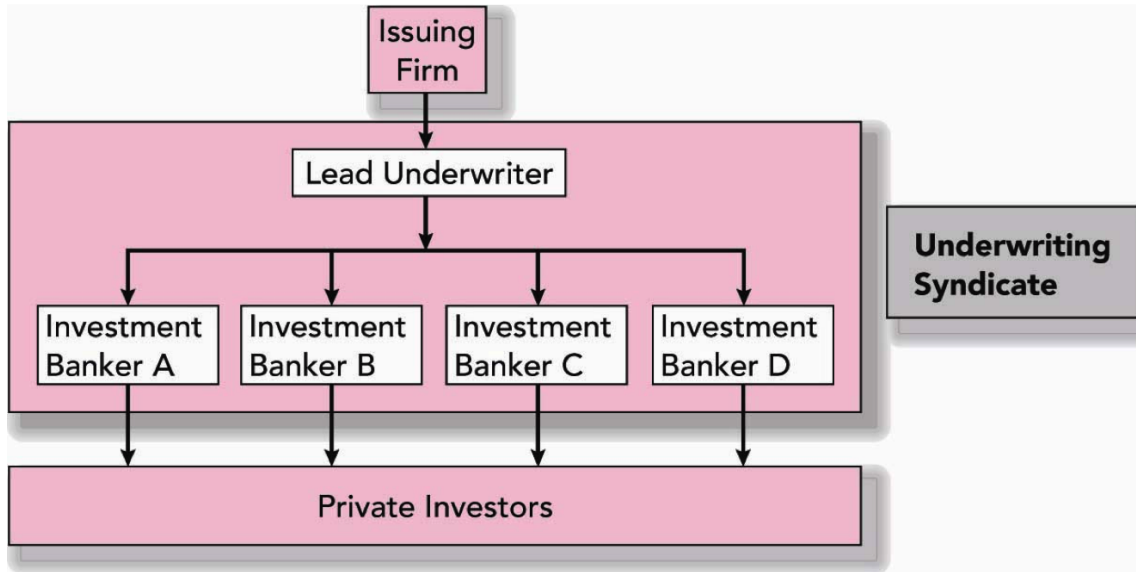 Issuing
Firm
Lead Underwriter
Underwriting
Syndicate
Investment
Banker A
Investment
Banker B
Investment
Banker C
Investment
Banker D
Private Investors